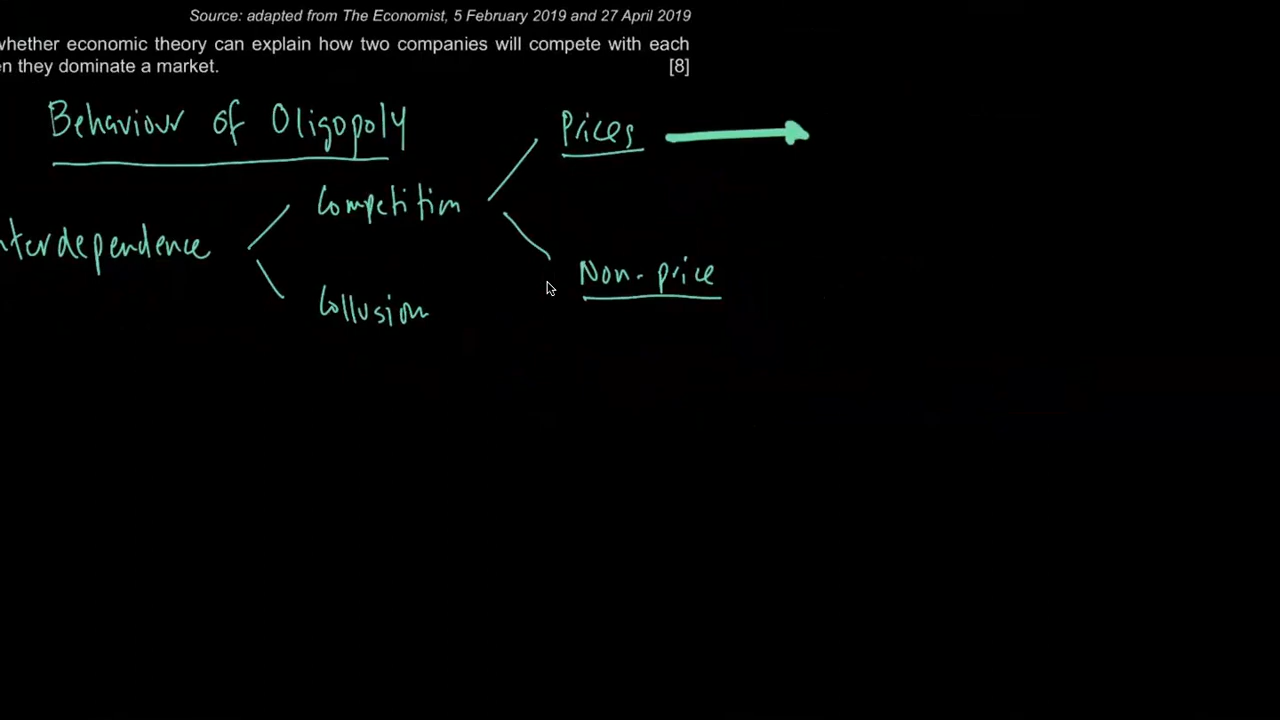 Source: adapted from The Economist, 5 February 2019 and 27 April 2019
whether economic theory can explain how two companies will compete with each
n they dominate a market. [8]
Behaviour of Oligopoly
Prices
Competition
nterdependence
Non-price
Collusion